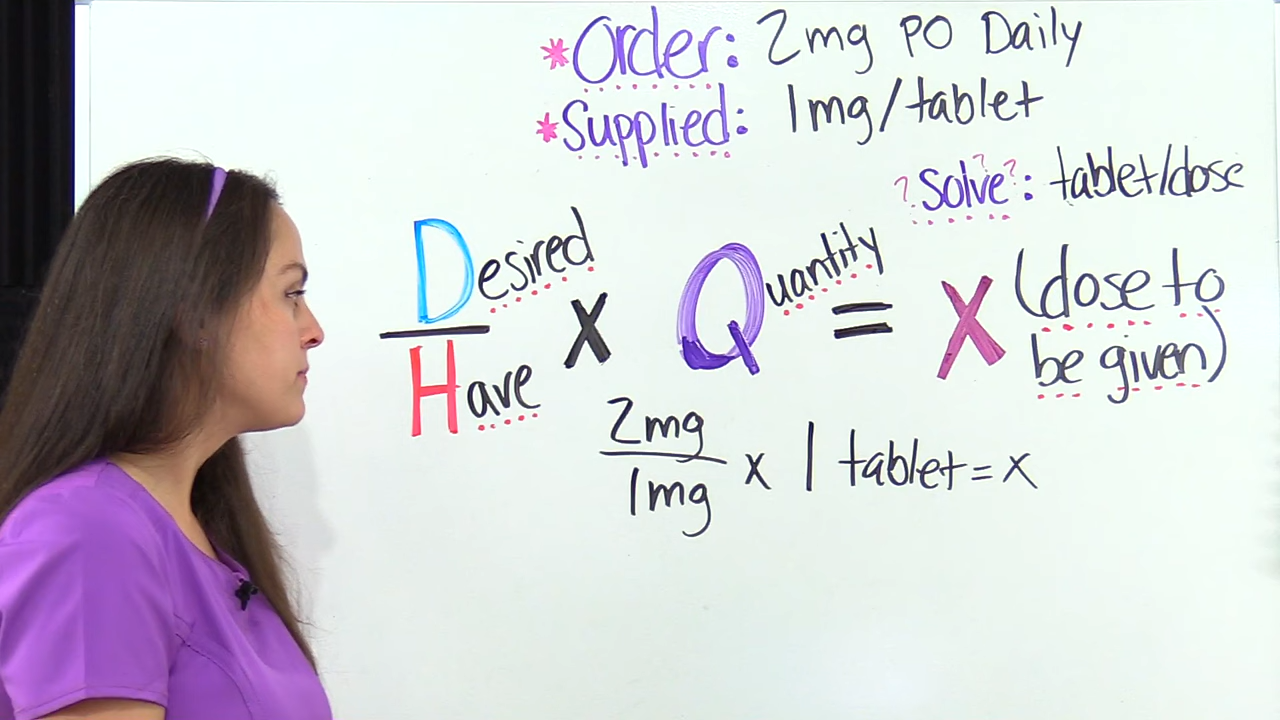 *Order: 2mg PO Daily
*Supplied: 1mg/tablet
?Solve?: tablet/dose
?
Desired
Have
x Quantity = X (dose to
be given)
2mg
1mg
x 1 tablet = x